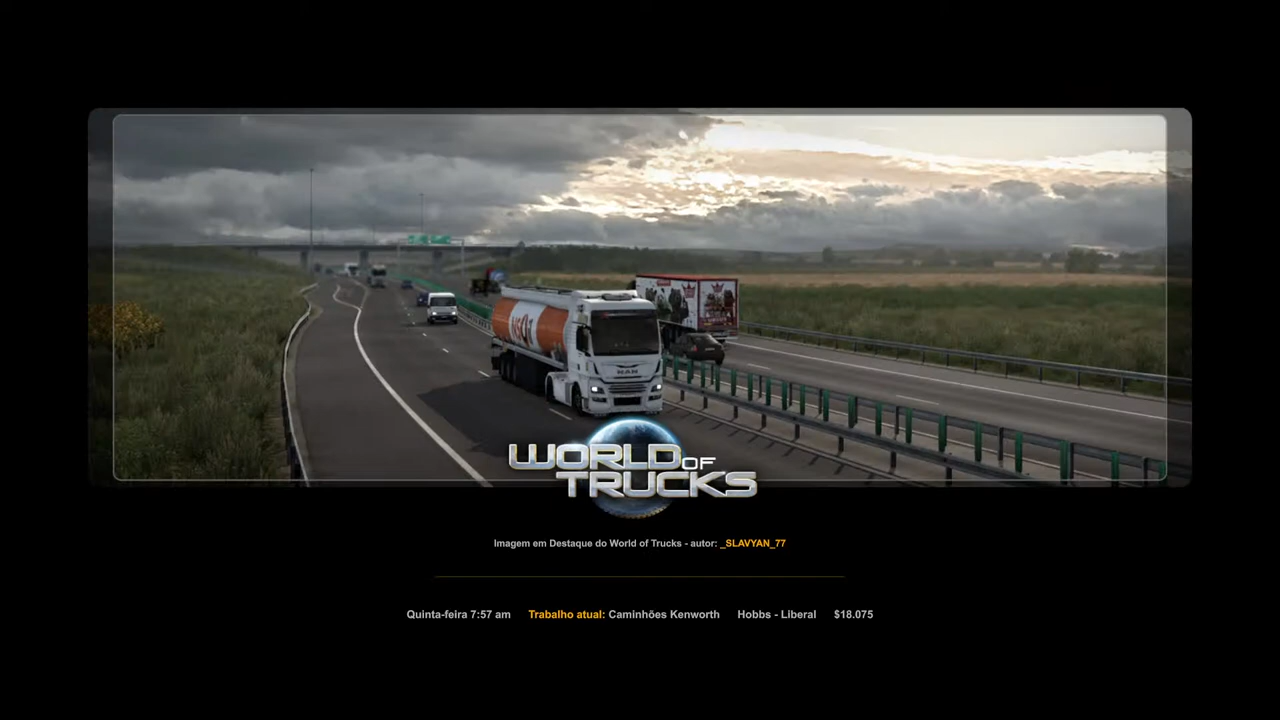 MAN
WORLD OF
TRUCKS
Imagem em Destaque do World of Trucks - autor: _SLAVYAN_77
Quinta-feira 7:57 am Trabalho atual: Caminhões Kenworth Hobbs - Liberal $18.075